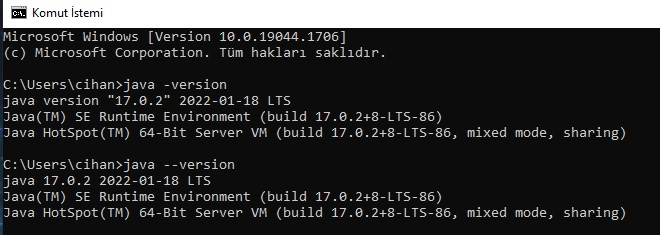 Komut İstemi
Microsoft Windows [Version 10.0.19044.1706]
(c) Microsoft Corporation. Tüm hakları saklıdır.
C:\Users\cihan>java -version
java version "17.0.2" 2022-01-18 LTS
Java(TM) SE Runtime Environment (build 17.0.2+8-LTS-86)
Java HotSpot(TM) 64-Bit Server VM (build 17.0.2+8-LTS-86, mixed mode, sharing)
C:\Users\cihan>java --version
java 17.0.2 2022-01-18 LTS
Java(TM) SE Runtime Environment (build 17.0.2+8-LTS-86)
Java HotSpot(TM) 64-Bit Server VM (build 17.0.2+8-LTS-86, mixed mode, sharing)